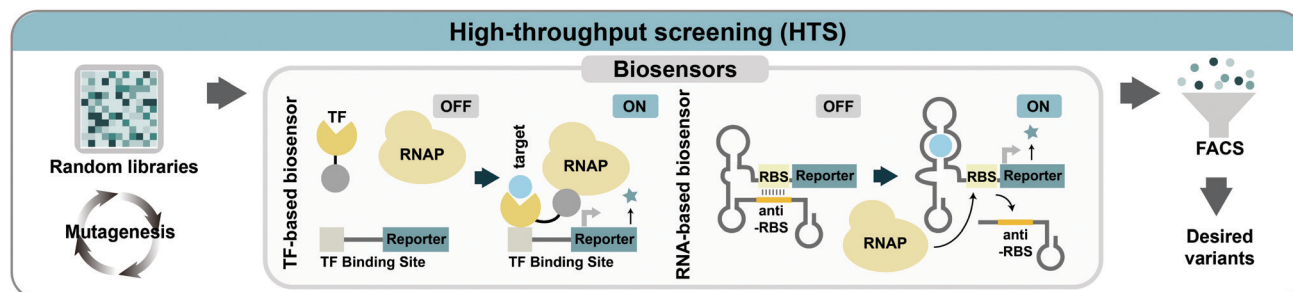 High-throughput screening (HTS)
Random libraries
Mutagenesis
Biosensors
TF-based biosensor
OFF
ON
TF
RNAP
target
RNAP
Reporter
TF Binding Site
Reporter
TF Binding Site
RNA-based biosensor
OFF
ON
RBS
Reporter
anti
-RBS
RNAP
RBS
Reporter
anti
-RBS
FACS
Desired
variants